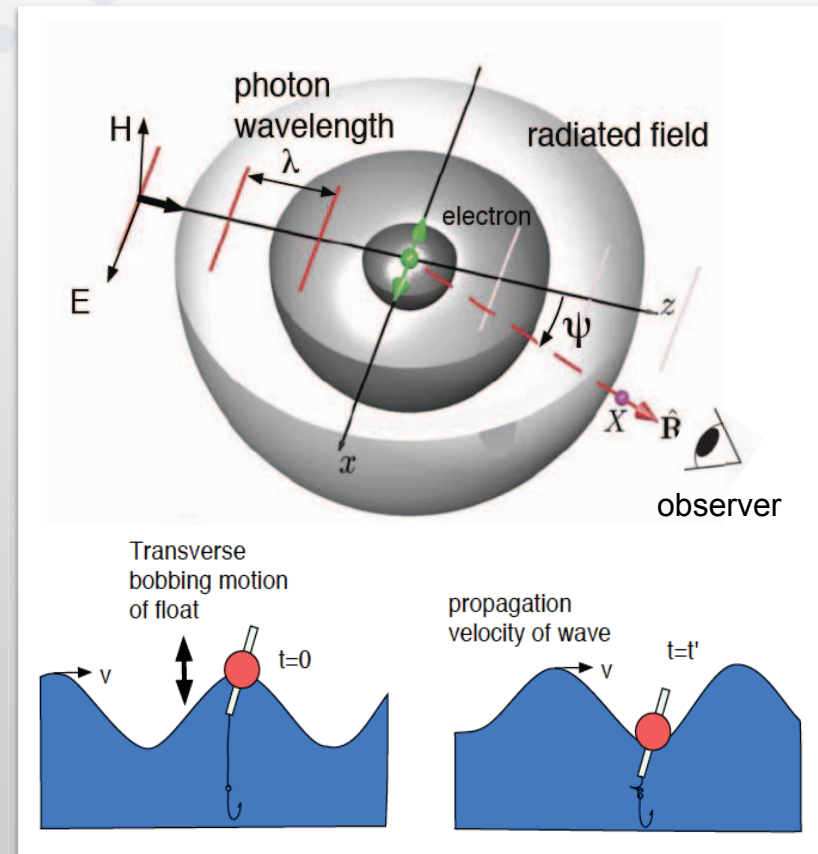 photon
wavelength
λ
H
E
radiated field
electron
z
ψ
X R̂
x
observer
Transverse
bobbing motion
of float
t=0
v
propagation
velocity of wave
t=t'
v